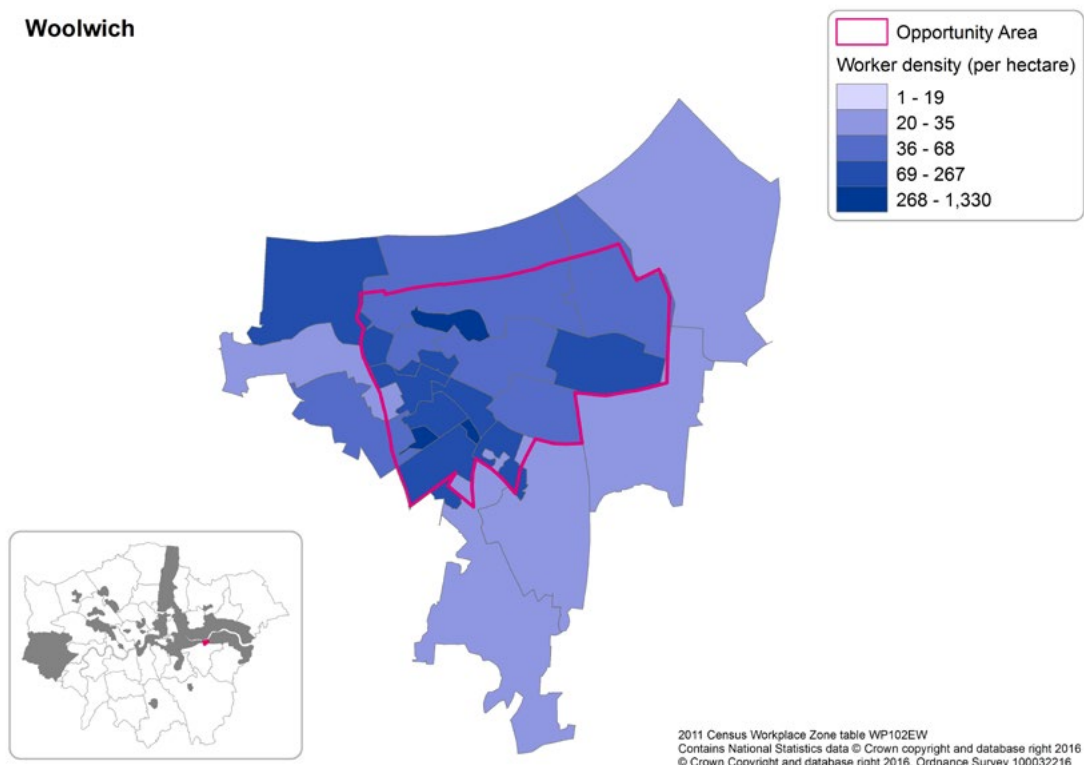 Woolwich
Opportunity Area
Worker density (per hectare)
1 - 19
20 - 35
36 - 68
69 - 267
268 - 1,330
2011 Census Workplace Zone table WP102EW
Contains National Statistics data © Crown copyright and database right 2016
© Crown Copyright and database right 2016. Ordnance Survey 100032216